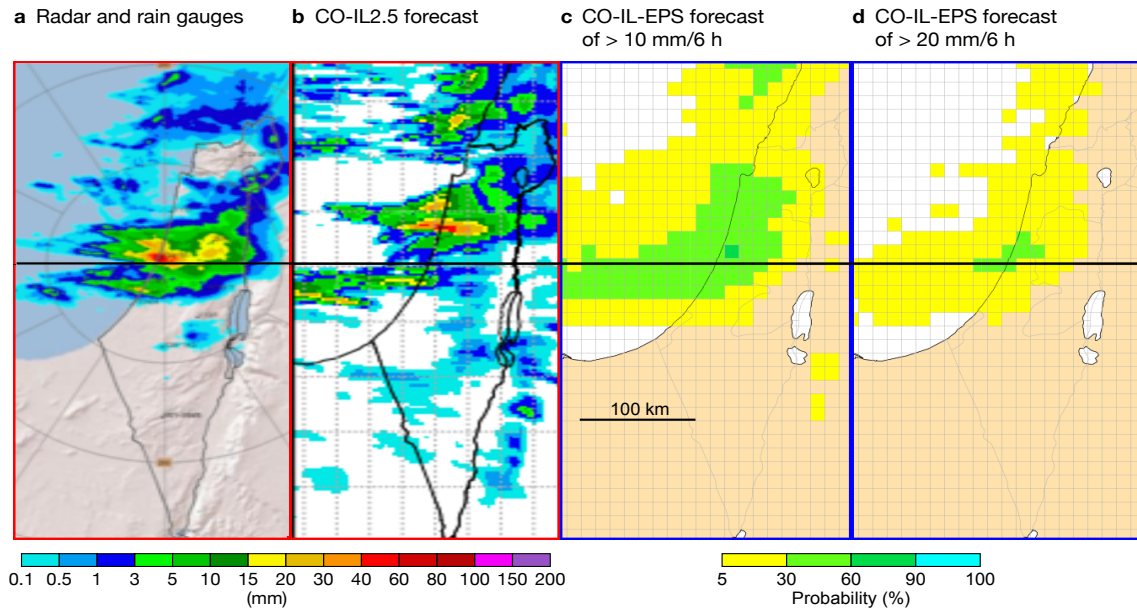 a Radar and rain gauges
b CO-IL2.5 forecast
c CO-IL-EPS forecast
of > 10 mm/6 h
d CO-IL-EPS forecast
of > 20 mm/6 h
100 km
0.1 0.5 1 3 5 10 15 20 30 40 60 80 100 150 200
(mm)
5 30 60 90 100
Probability (%)